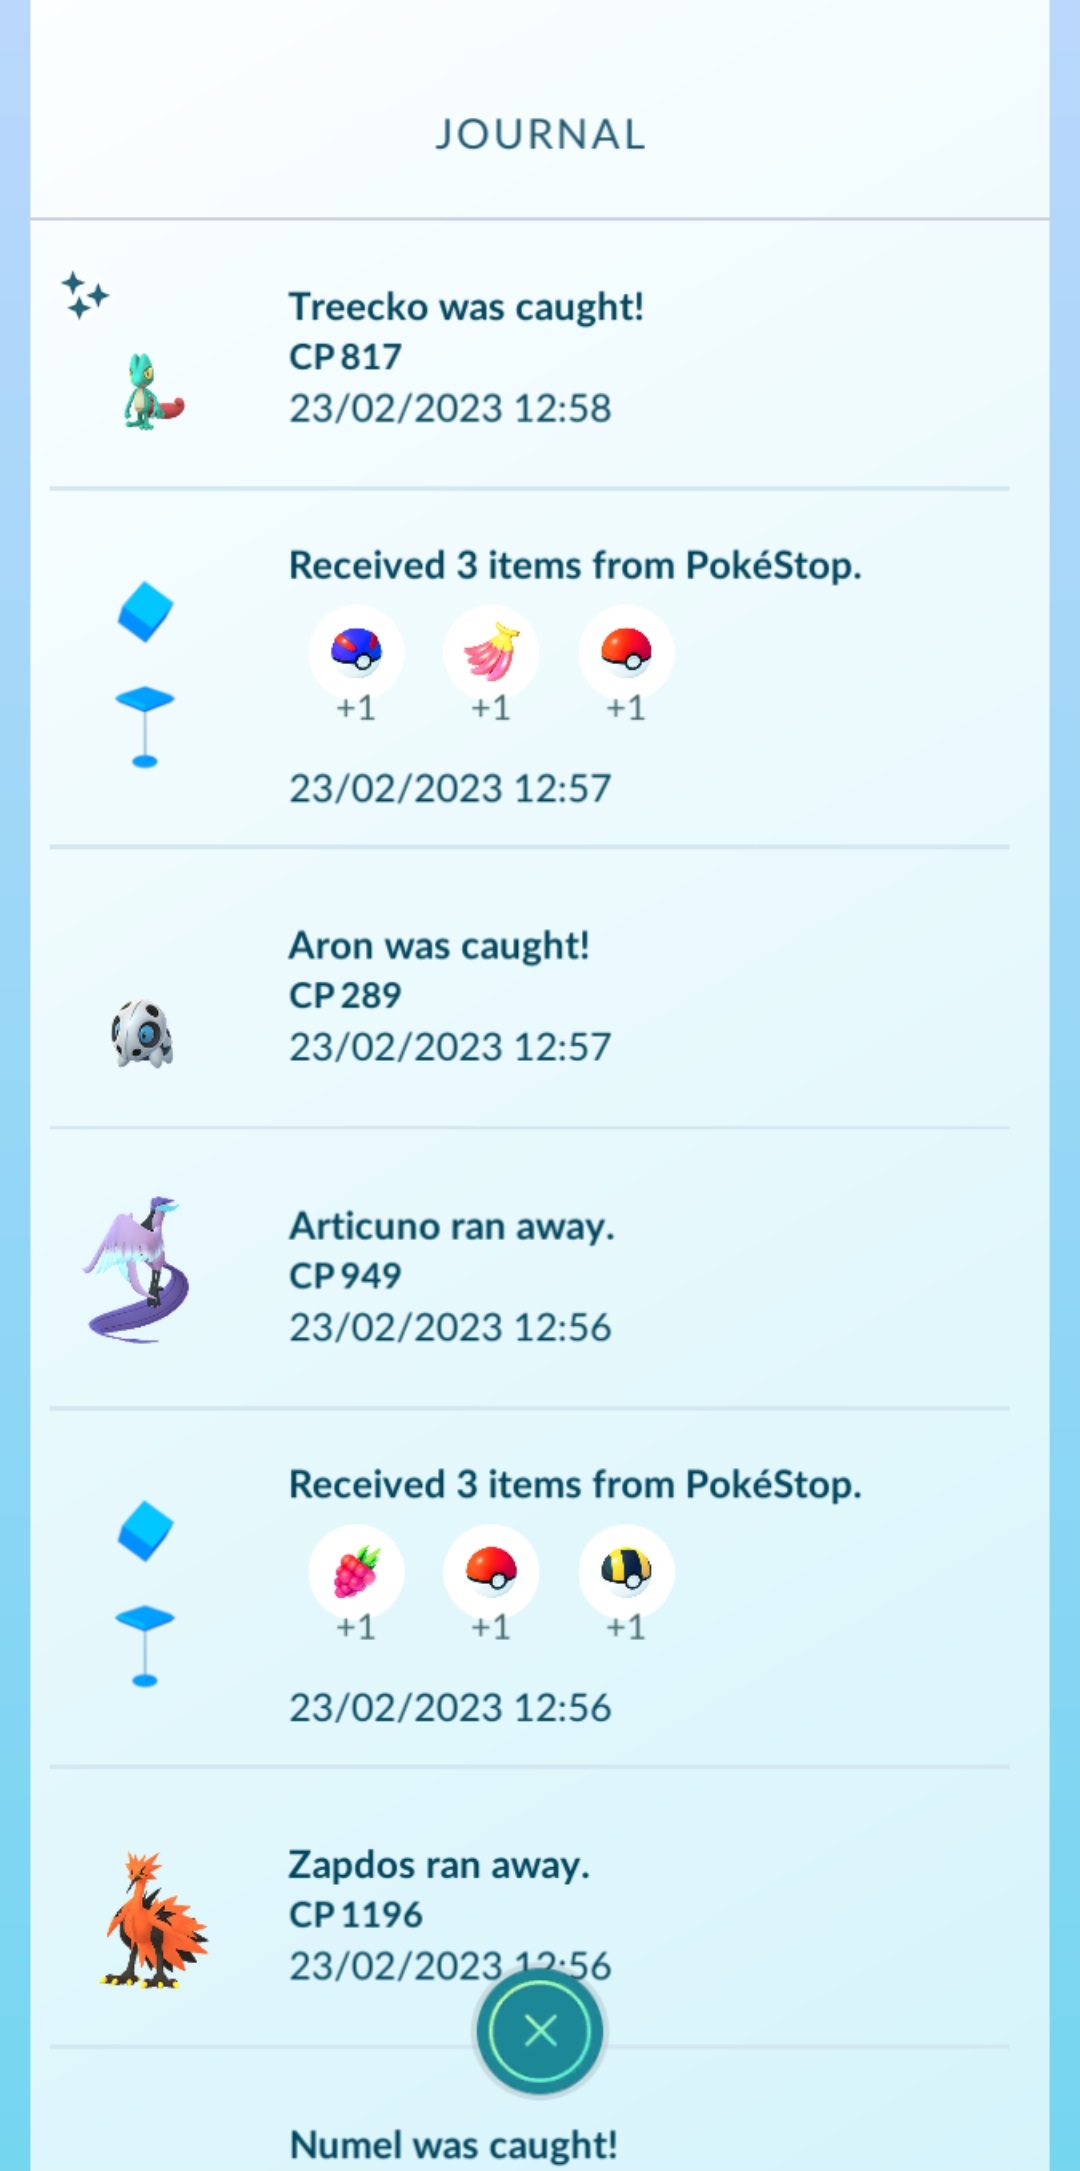 JOURNAL
Treecko was caught!
CP 817
23/02/2023 12:58
Received 3 items from PokéStop.
+1 +1 +1
23/02/2023 12:57
Aron was caught!
CP 289
23/02/2023 12:57
Articuno ran away.
CP 949
23/02/2023 12:56
Received 3 items from PokéStop.
+1 +1 +1
23/02/2023 12:56
Zapdos ran away.
CP 1196
23/02/2023 12:56
Numel was caught!